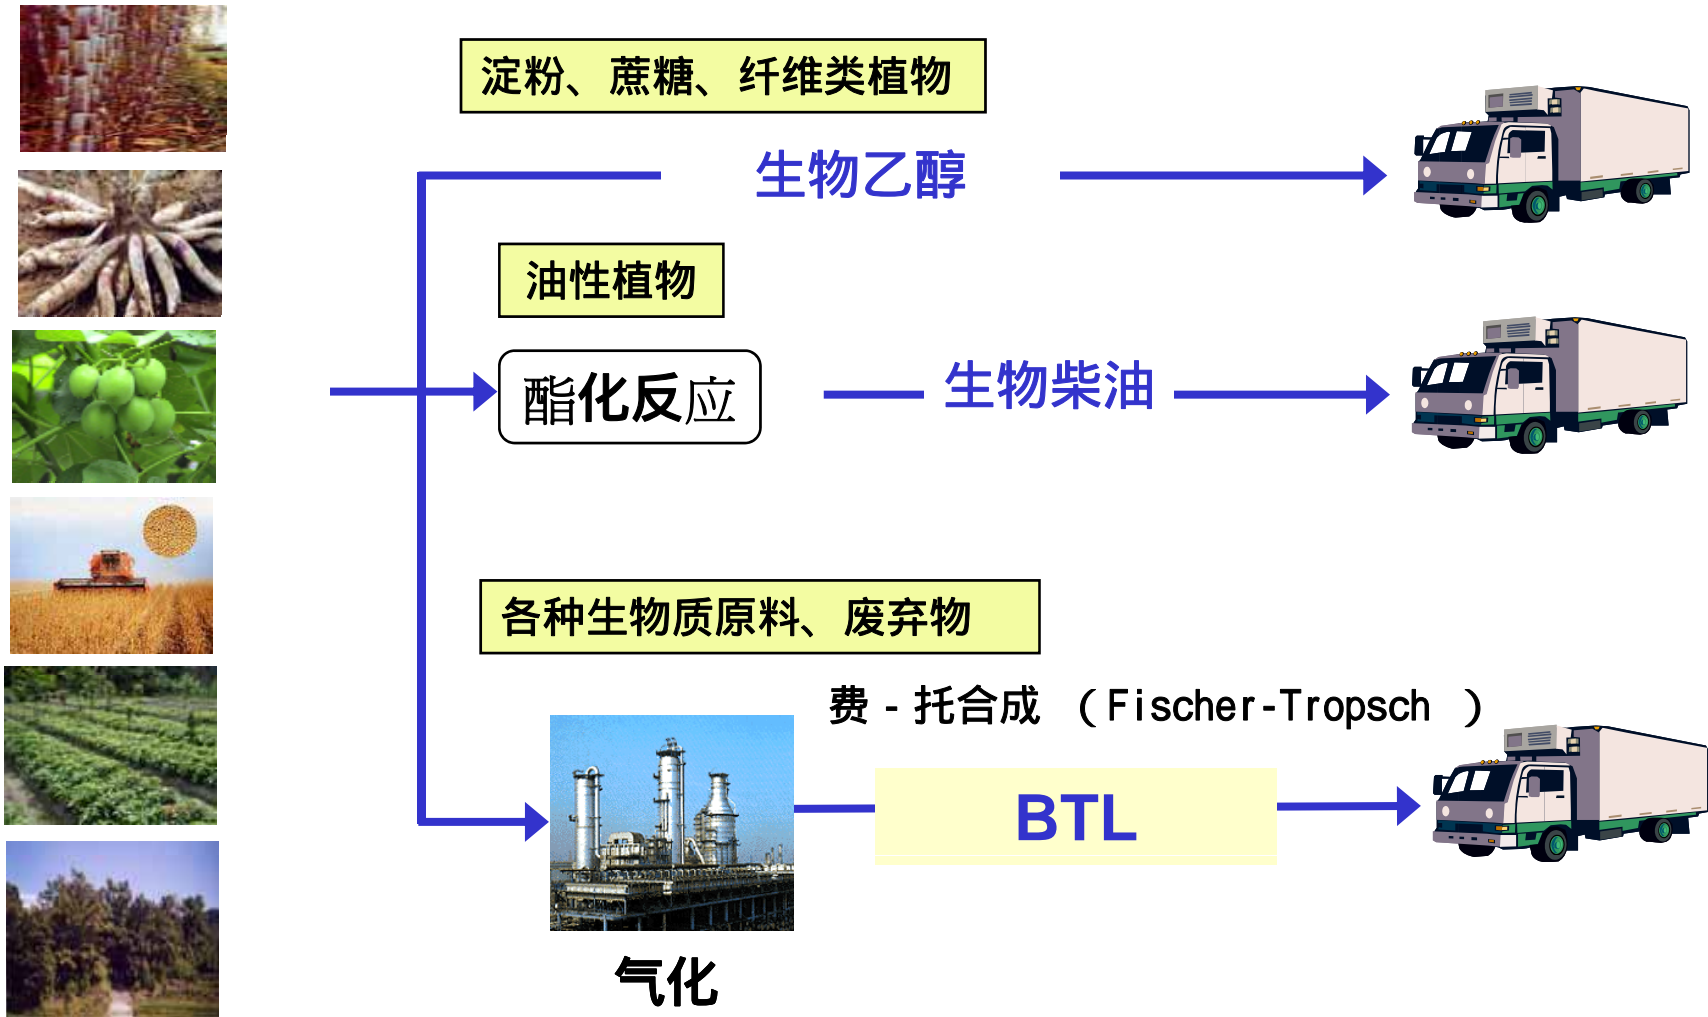 淀粉、蔗糖、纤维类植物
生物乙醇
油性植物
酯化反应
生物柴油
各种生物质原料、废弃物
费-托合成 （Fischer-Tropsch ）
BTL
气化